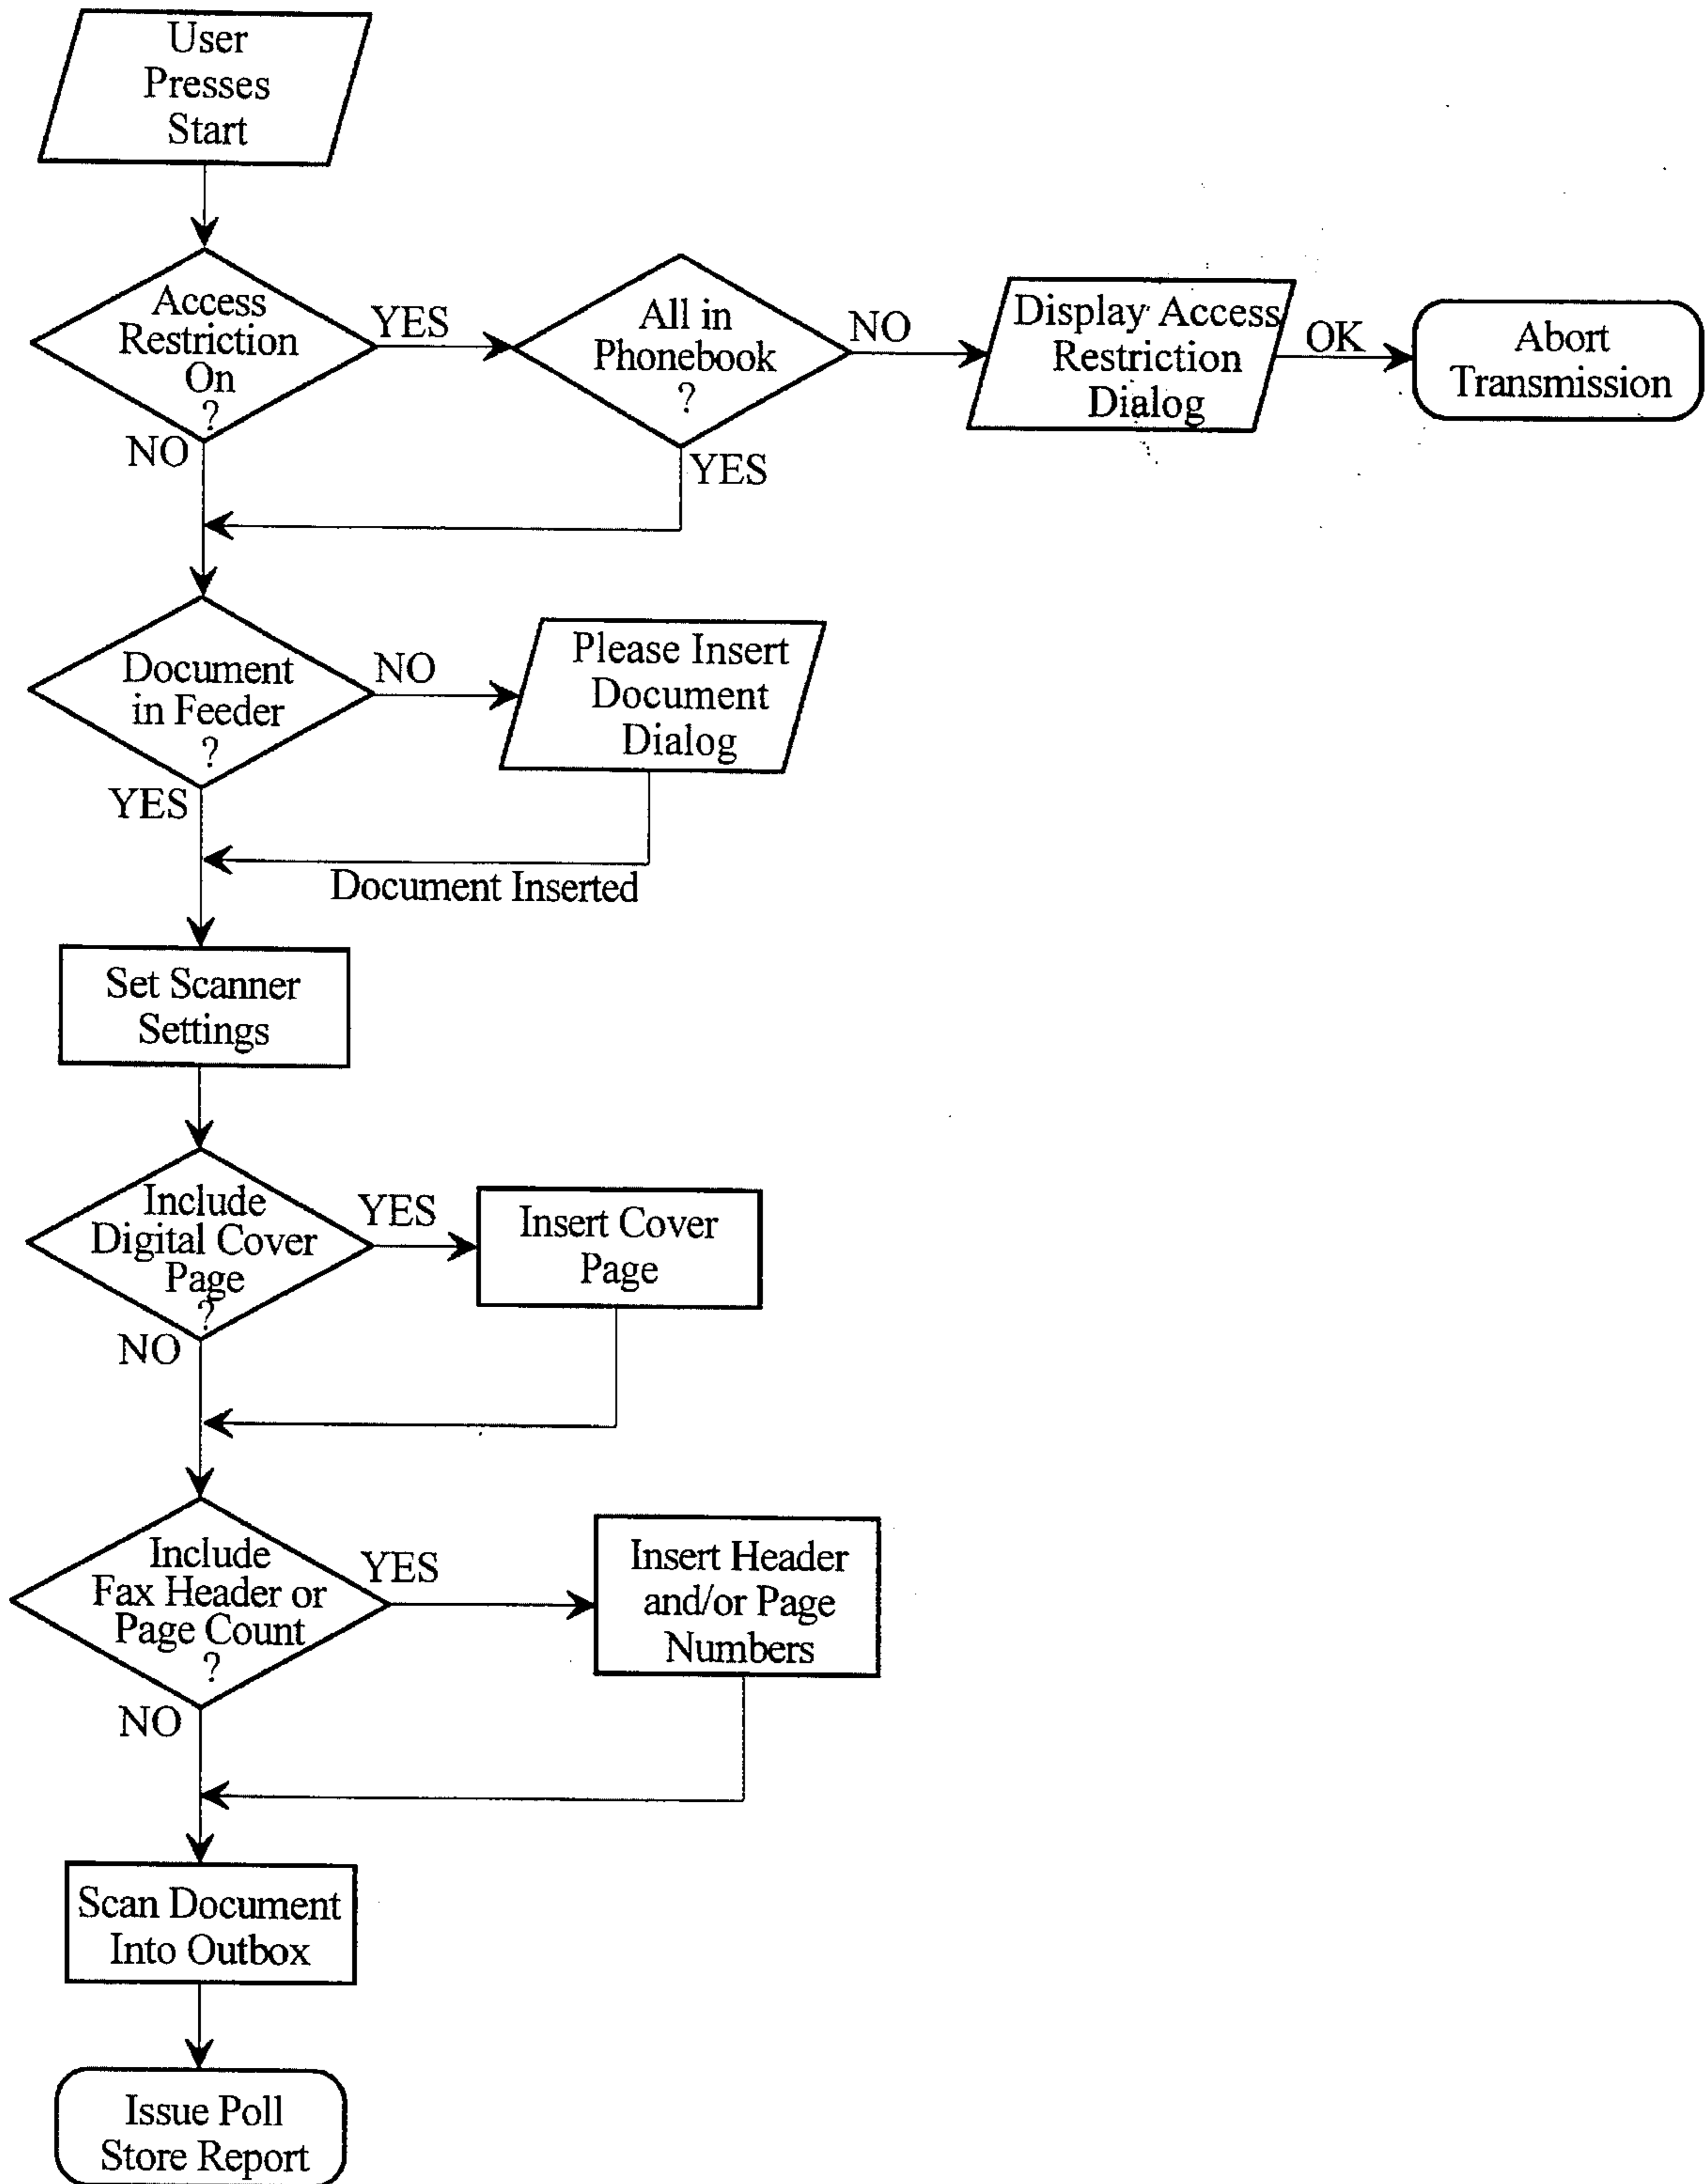 User
Presses
Start
Access
Restriction
On
?
YES
All in
Phonebook
?
NO
Display Access
Restriction
Dialog
OK
Abort
Transmission
NO
YES
Document
in Feeder
?
NO
Please Insert
Document
Dialog
YES
Document Inserted
Set Scanner
Settings
Include
Digital Cover
Page
?
YES
Insert Cover
Page
NO
Include
Fax Header or
Page Count
?
YES
Insert Header
and/or Page
Numbers
NO
Scan Document
Into Outbox
Issue Poll
Store Report